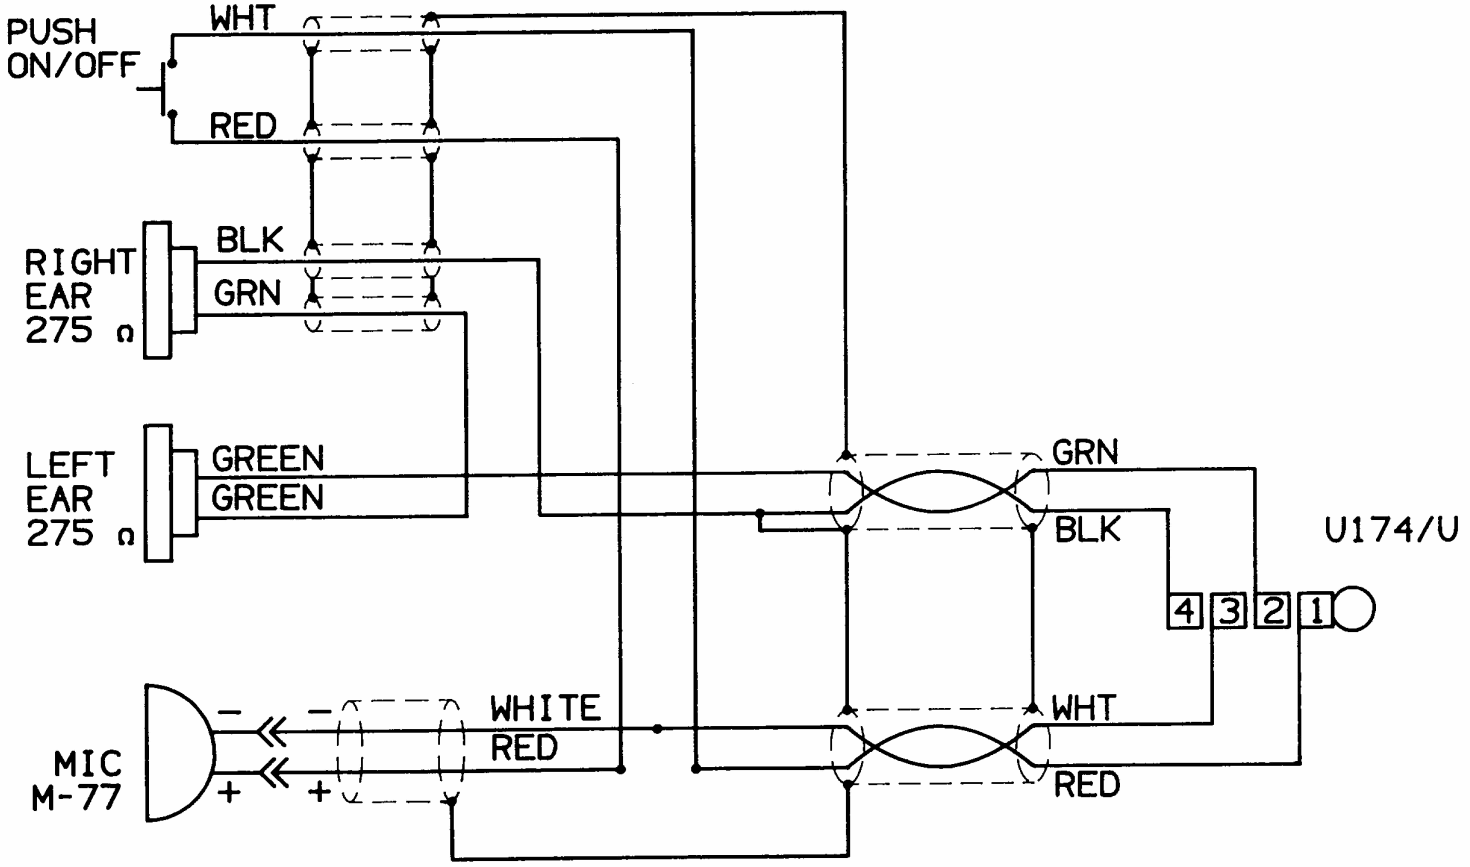 PUSH
ON/OFF
WHT
RED
RIGHT
EAR
275 Ω
BLK
GRN
LEFT
EAR
275 Ω
GREEN
GREEN
GRN
BLK
U174/U
4 3 2 1
MIC
M-77
- -
+ +
WHITE
RED
WHT
RED